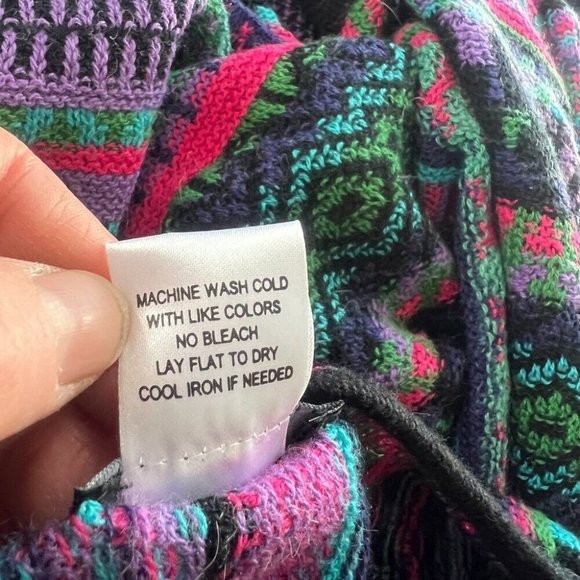 MACHINE WASH COLD
WITH LIKE COLORS
NO BLEACH
LAY FLAT TO DRY
COOL IRON IF NEEDED